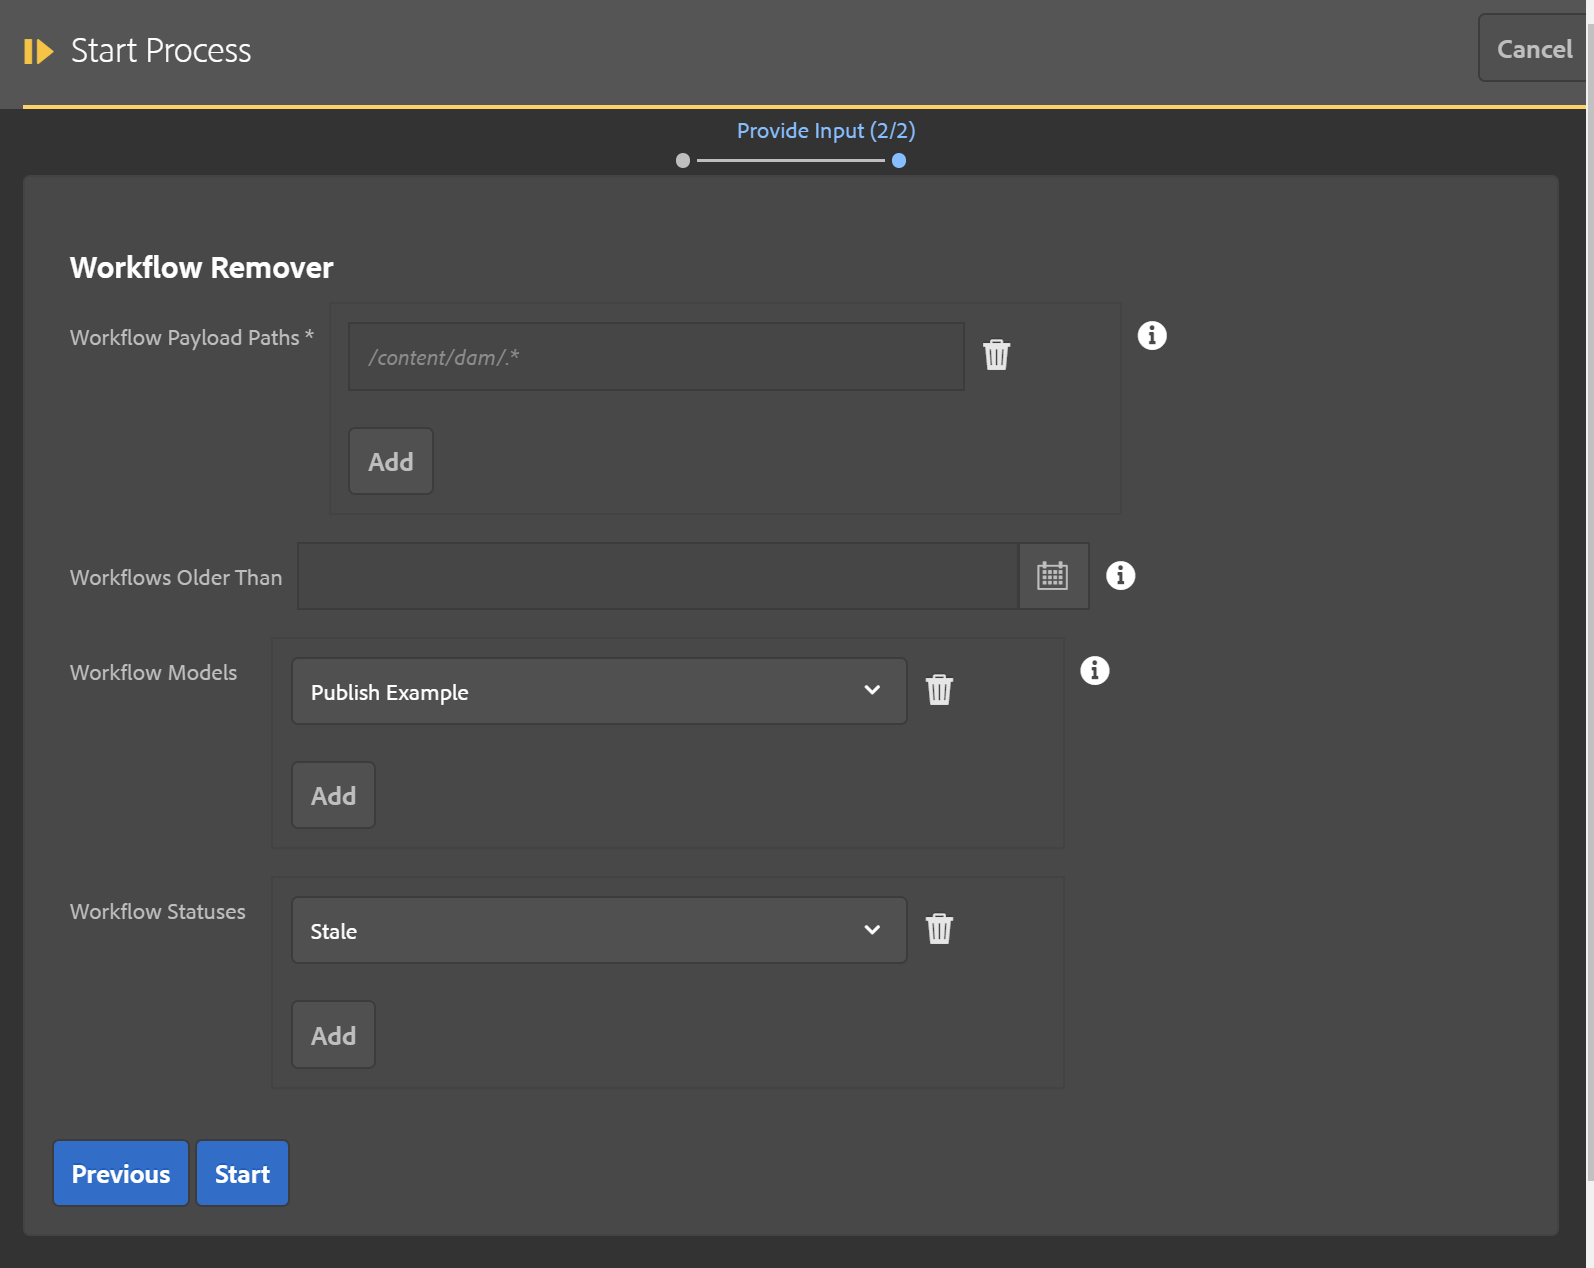 Start Process
Cancel
Provide Input (2/2)
Workflow Remover
Workflow Payload Paths *
/content/dam/.*
Add
Workflows Older Than
Workflow Models
Publish Example
Add
Workflow Statuses
Stale
Add
Previous
Start